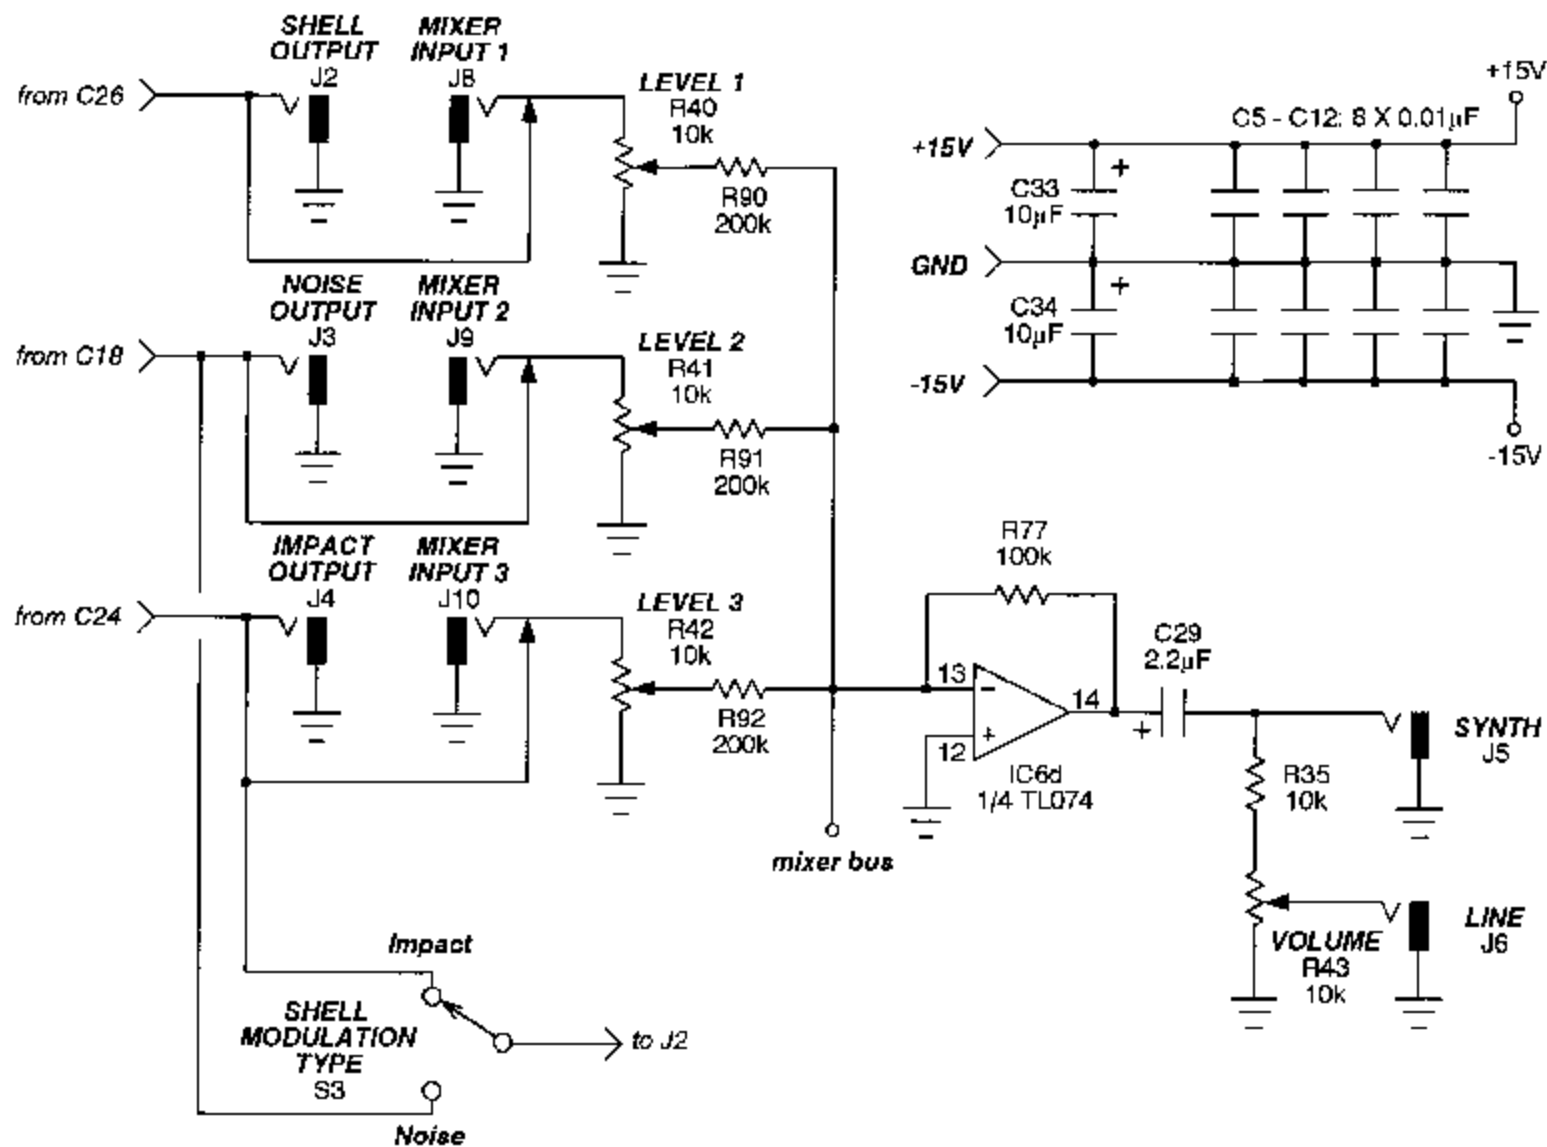 SHELL
OUTPUT
J2
MIXER
INPUT 1
J8
from C26
LEVEL 1
R40
10k
R90
200k
+15V
C5 - C12: 8 X 0.01µF
+15V
+
C33
10µF
GND
+
C34
10µF
-15V
-15V
NOISE
OUTPUT
J3
MIXER
INPUT 2
J9
from C18
LEVEL 2
R41
10k
R91
200k
IMPACT
OUTPUT
J4
MIXER
INPUT 3
J10
from C24
LEVEL 3
R42
10k
R92
200k
R77
100k
13
-
14
+
12
IC6d
1/4 TL074
C29
2.2µF
+
SYNTH
J5
R35
10k
mixer bus
LINE
J6
VOLUME
R43
10k
Impact
SHELL
MODULATION
TYPE
S3
to J2
Noise